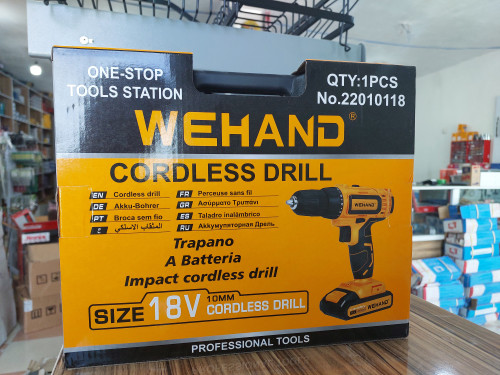 ONE-STOP
TOOLS STATION
QTY:1PCS
No.22010118
WEHAND®
CORDLESS DRILL
EN Cordless drill
FR Perceuse sans fil
DE Akku-Bohrer
GR Ασύρματο Τρυπάνι
PT Broca sem fio
ES Taladro inalámbrico
ع المثقاب الاسلكي
RU Аккумуляторная Дрель
WEHAND
Trapano
A Batteria
Impact cordless drill
SIZE 18V 10MM CORDLESS DRILL
WEHAND
PROFESSIONAL TOOLS